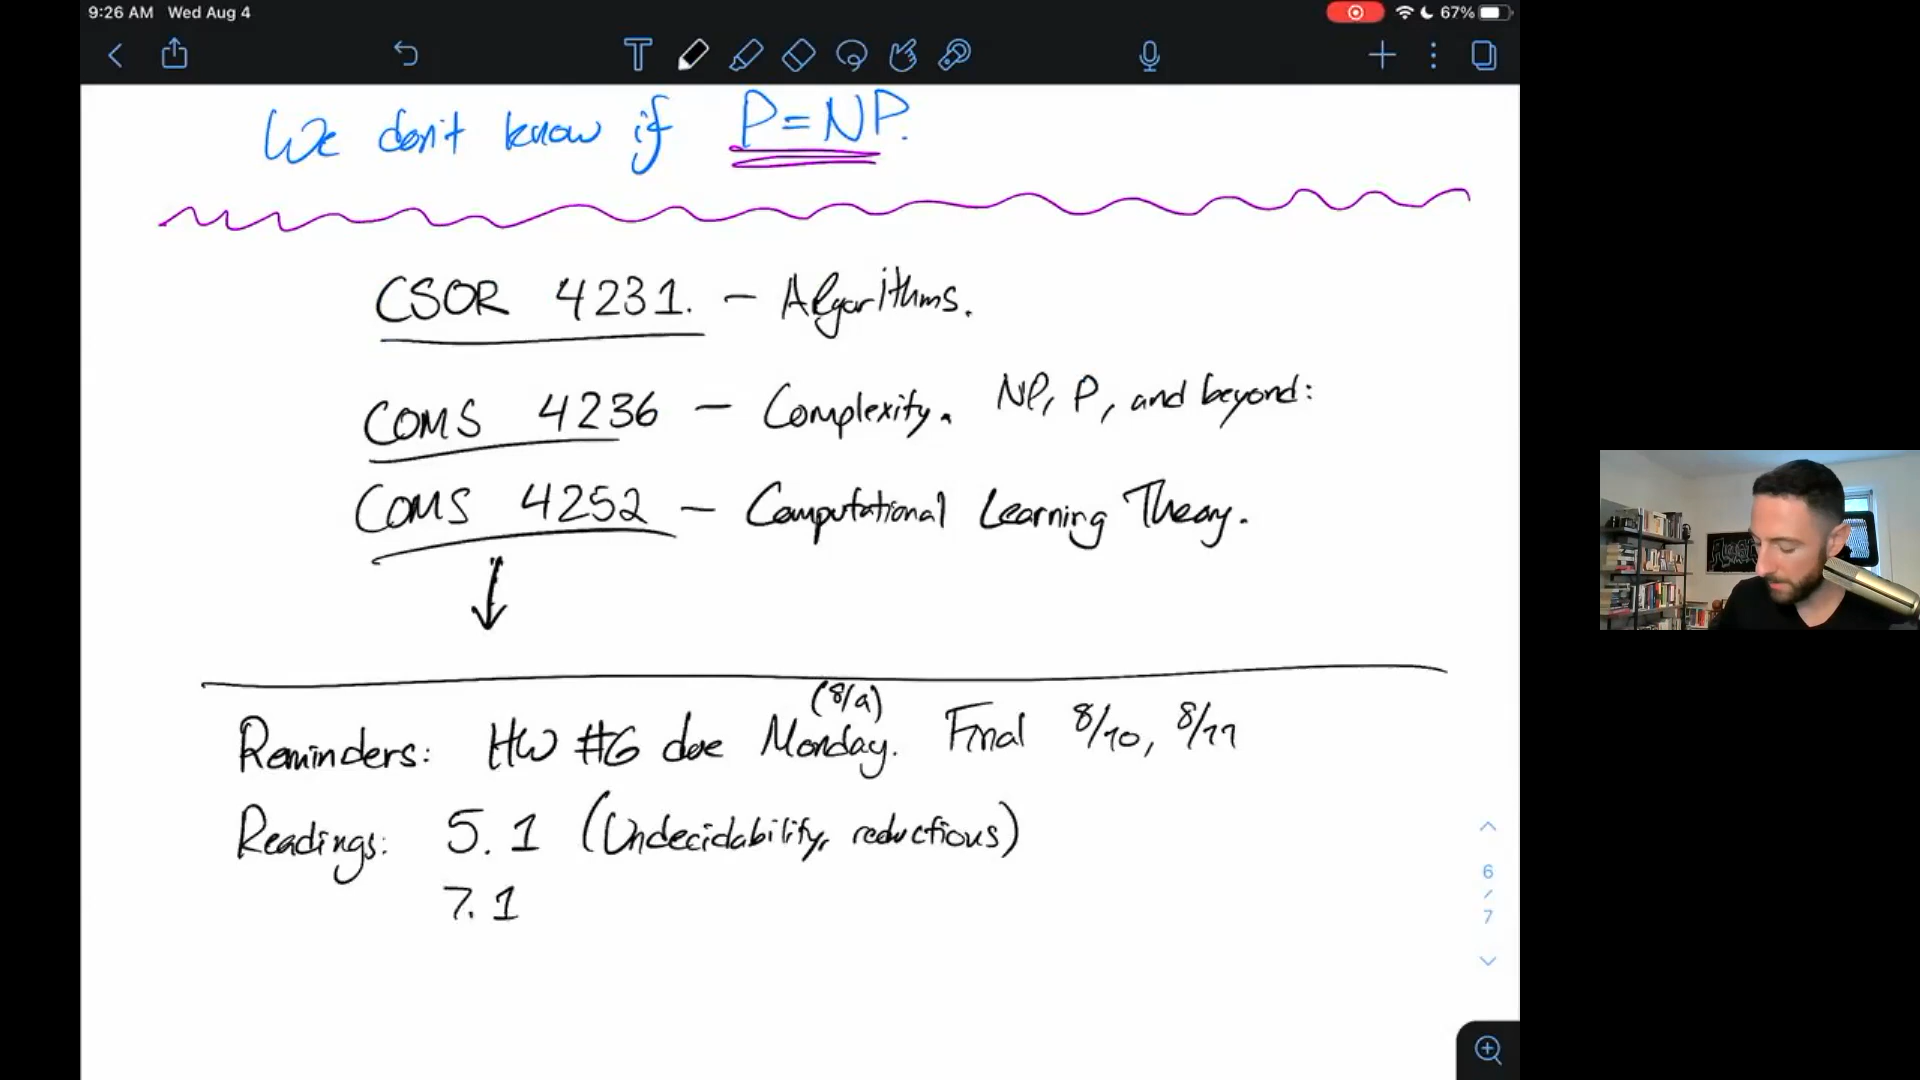 9:26 AM Wed Aug 4
67%
We don't know if P=NP.
CSOR 4231. – Algorithms.
COMS 4236 – Complexity. NP, P, and beyond:
COMS 4252 – Computational Learning Theory.
(8/9)
Reminders: HW #6 due Monday. Final 8/10, 8/11
Readings: 5.1 (Undecidability, reductions)
7.1
6
/
7